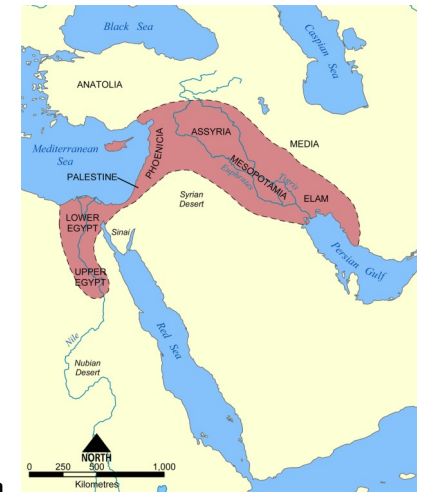 Black Sea
Caspian
Sea
ANATOLIA
Mediterranean
Sea
PHOENICIA
ASSYRIA
MEDIA
MESOPOTAMIA
Tigris
Euphrates
PALESTINE
Syrian
Desert
ELAM
LOWER
EGYPT
Sinai
Persian Gulf
UPPER
EGYPT
Red Sea
Nile
Nubian
Desert
NORTH
0 250 500 1,000
Kilometres